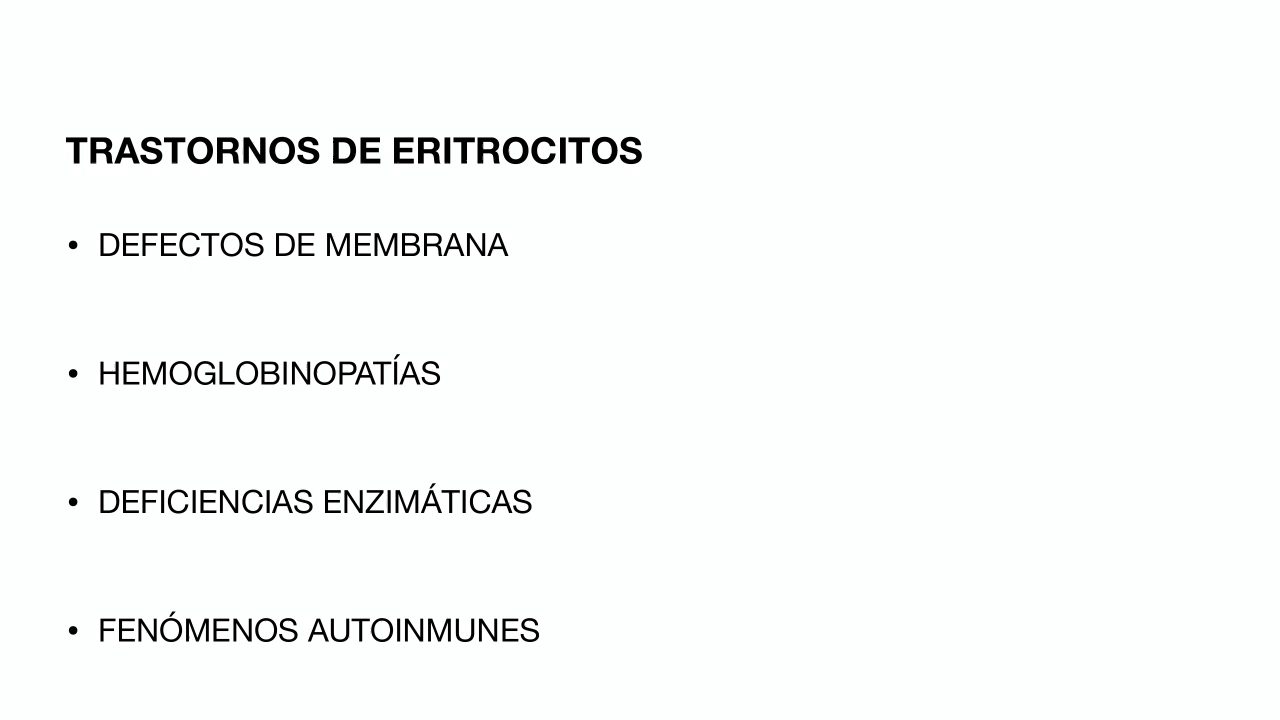 TRASTORNOS DE ERITROCITOS
• DEFECTOS DE MEMBRANA
• HEMOGLOBINOPATÍAS
• DEFICIENCIAS ENZIMÁTICAS
• FENÓMENOS AUTOINMUNES